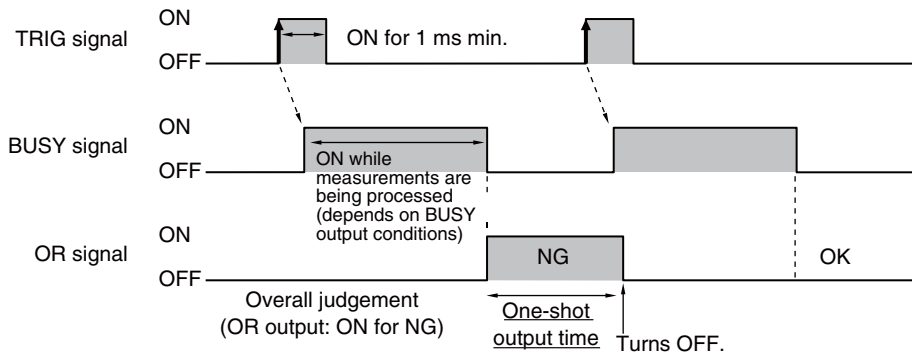 ON
TRIG signal
ON for 1 ms min.
OFF
ON
BUSY signal
OFF
ON while
measurements are
being processed
(depends on BUSY
output conditions)
ON
OR signal
NG
OK
OFF
Overall judgement
(OR output: ON for NG)
One-shot
output time
Turns OFF.